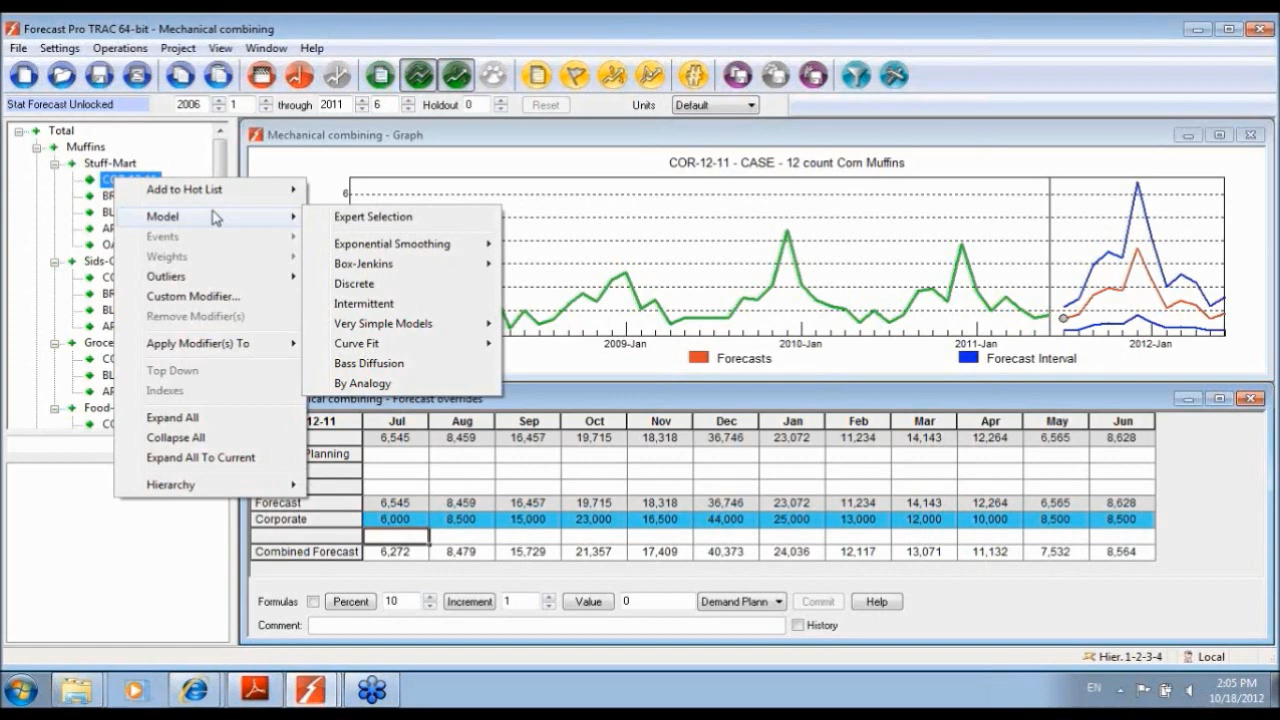 Forecast Pro TRAC 64-bit - Mechanical combining
File Settings Operations Project View Window Help
Stat Forecast Unlocked 2006 1 through 2011 6 Holdout 0 Reset Units Default
Total
Muffins
Stuff-Mart
Sids-
Groce
Food-
Add to Hot List
Model
Events
Weights
Outliers
Custom Modifier...
Remove Modifier(s)
Apply Modifier(s) To
Top Down
Indexes
Expand All
Collapse All
Expand All To Current
Hierarchy
Expert Selection
Exponential Smoothing
Box-Jenkins
Discrete
Intermittent
Very Simple Models
Curve Fit
Bass Diffusion
By Analogy
Mechanical combining - Graph
COR-12-11 - CASE - 12 count Corn Muffins
6
2009-Jan 2010-Jan 2011-Jan 2012-Jan
Forecasts Forecast Interval
nanical combining - Forecast overrides
12-11 Jul Aug Sep Oct Nov Dec Jan Feb Mar Apr May Jun
6,545 8,459 16,457 19,715 18,318 36,746 23,072 11,234 14,143 12,264 6,565 8,628
Planning
Forecast 6,545 8,459 16,457 19,715 18,318 36,746 23,072 11,234 14,143 12,264 6,565 8,628
Corporate 6,000 8,500 15,000 23,000 16,500 44,000 25,000 13,000 12,000 10,000 8,500 8,500
Combined Forecast 6,272 8,479 15,729 21,357 17,409 40,373 24,036 12,117 13,071 11,132 7,532 8,564
Formulas Percent 10 Increment 1 Value 0 Demand Plann Commit Help
Comment: History
Hier. 1-2-3-4 Local
EN 2:05 PM
10/18/2012